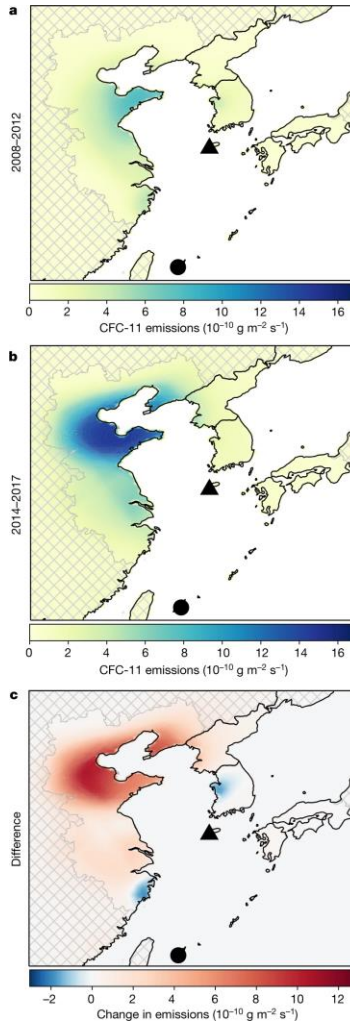 a
2008–2012
0 2 4 6 8 10 12 14 16
CFC-11 emissions (10⁻¹⁰ g m⁻² s⁻¹)
b
2014–2017
0 2 4 6 8 10 12 14 16
CFC-11 emissions (10⁻¹⁰ g m⁻² s⁻¹)
c
Difference
−2 0 2 4 6 8 10 12
Change in emissions (10⁻¹⁰ g m⁻² s⁻¹)